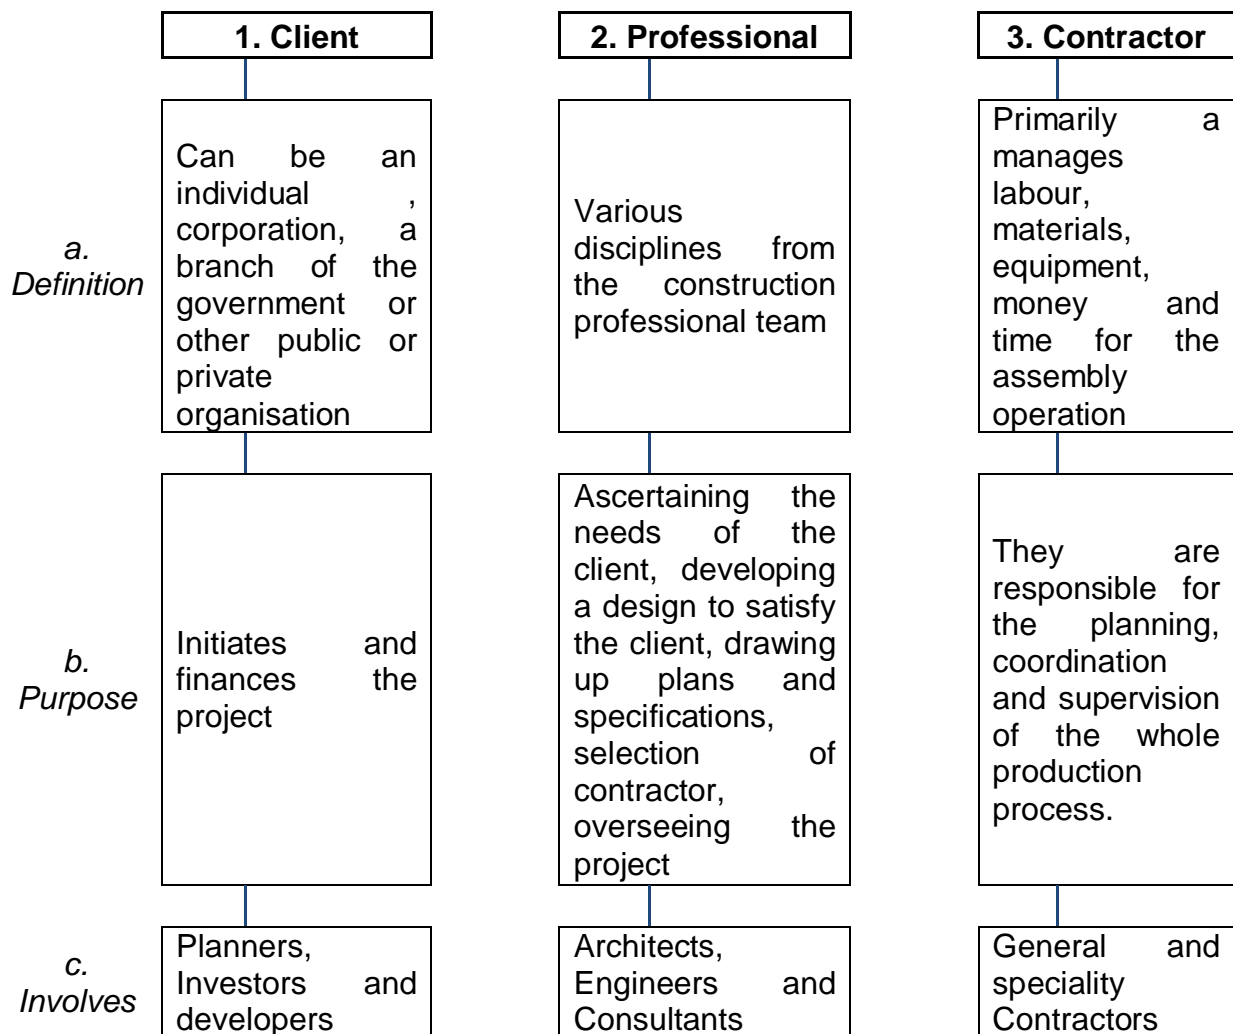 1. Client
2. Professional
3. Contractor
a.
Definition
Can be an
individual ,
corporation, a
branch of the
government or
other public or
private
organisation
Various
disciplines from
the construction
professional team
Primarily a
manages
labour,
materials,
equipment,
money and
time for the
assembly
operation
b.
Purpose
Initiates and
finances the
project
Ascertaining the
needs of the
client, developing
a design to satisfy
the client, drawing
up plans and
specifications,
selection of
contractor,
overseeing the
project
They are
responsible for
the planning,
coordination
and supervision
of the whole
production
process.
c.
Involves
Planners,
Investors and
developers
Architects,
Engineers and
Consultants
General and
speciality
Contractors